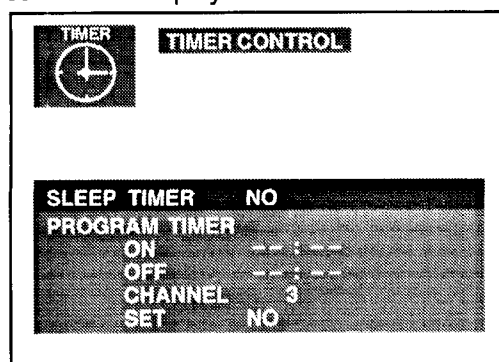 TIMER
TIMER CONTROL
SLEEP TIMER NO
PROGRAM TIMER
ON -- : --
OFF -- : --
CHANNEL 3
SET NO